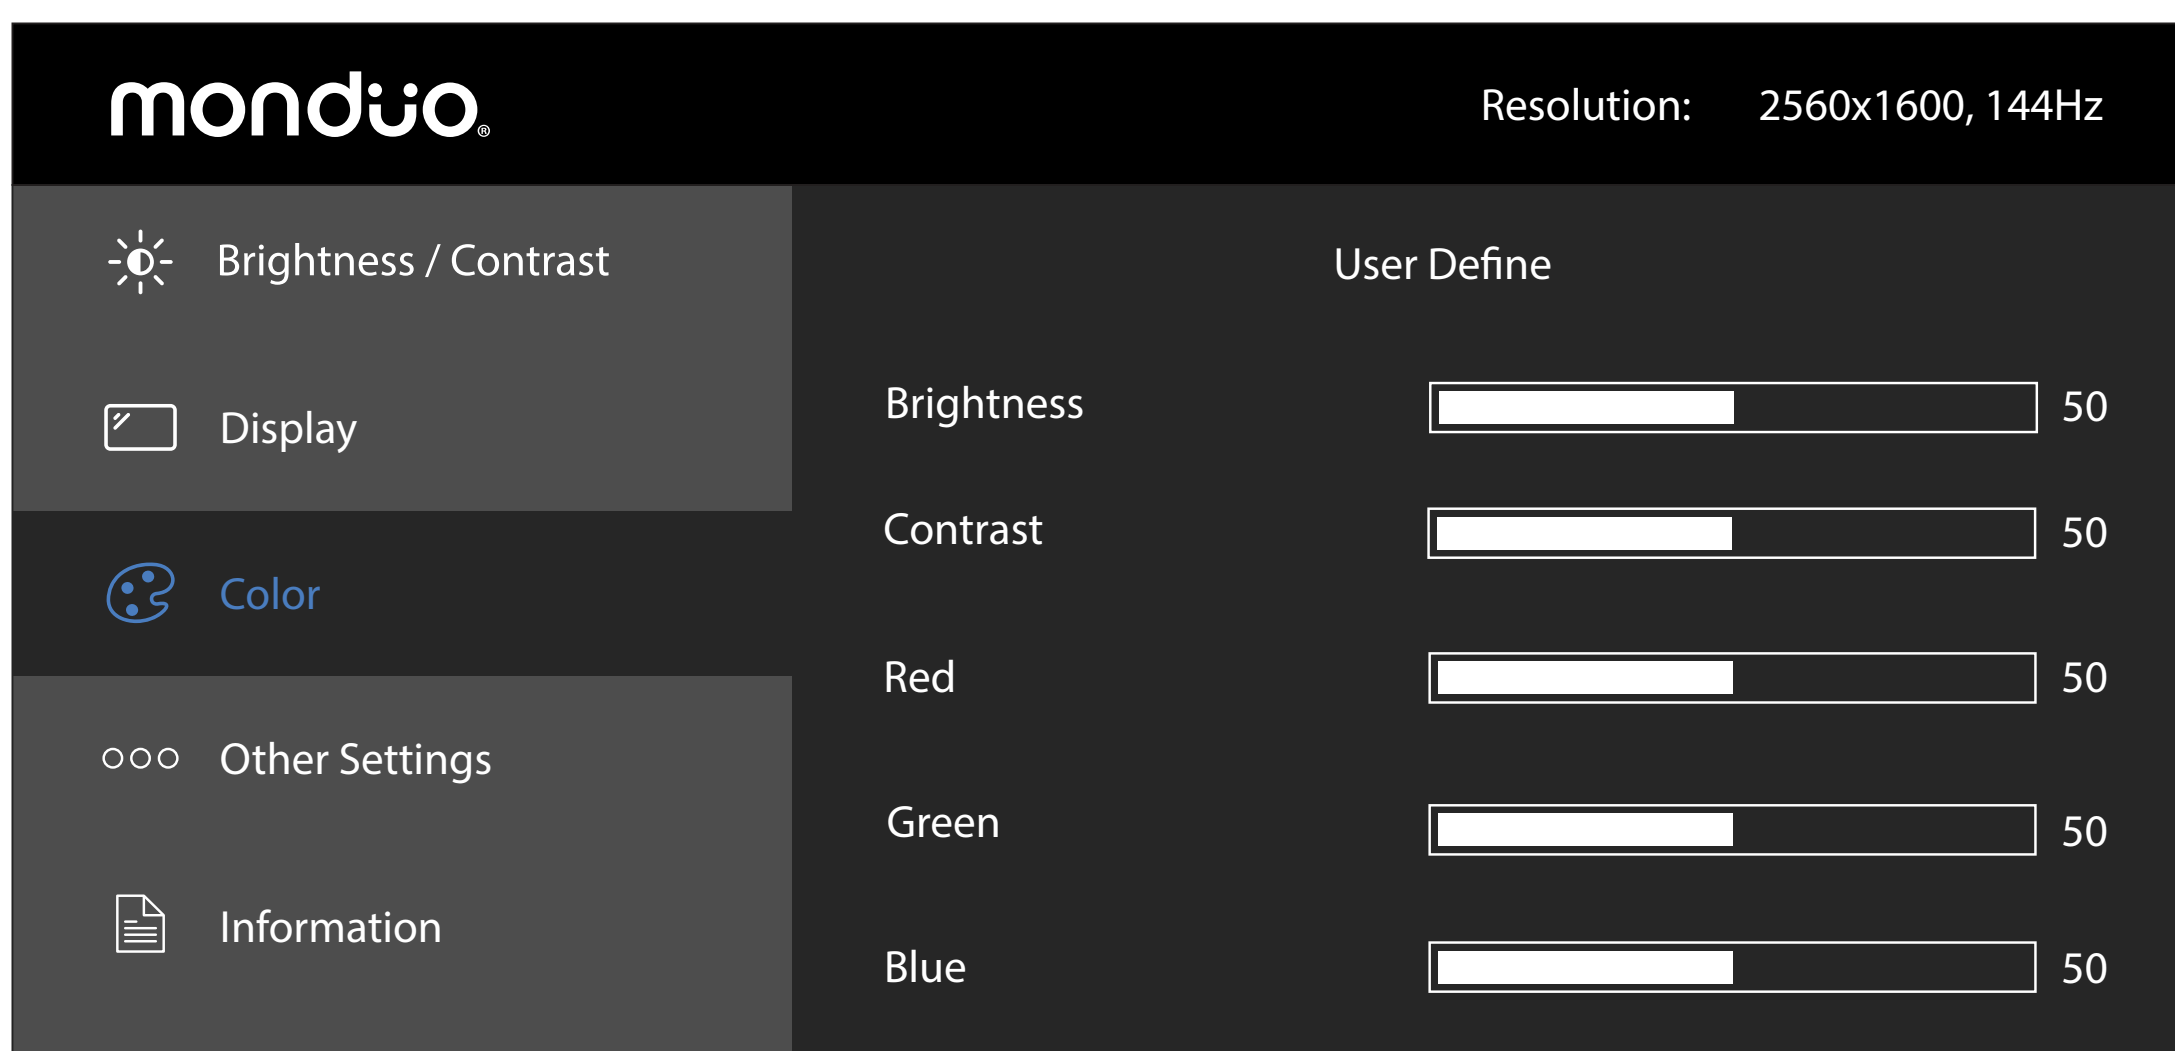 mondüo®
Resolution: 2560x1600, 144Hz
Brightness / Contrast
Display
Color
Other Settings
Information
User Define
Brightness 50
Contrast 50
Red 50
Green 50
Blue 50